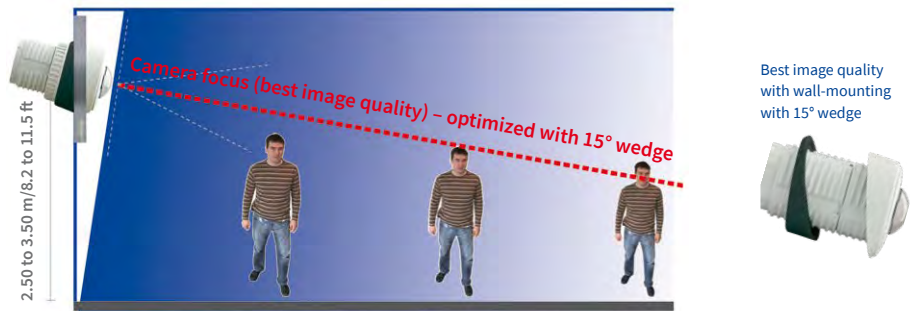 Camera focus (best image quality) – optimized with 15° wedge
2.50 to 3.50 m/8.2 to 11.5 ft
Best image quality
with wall-mounting
with 15° wedge